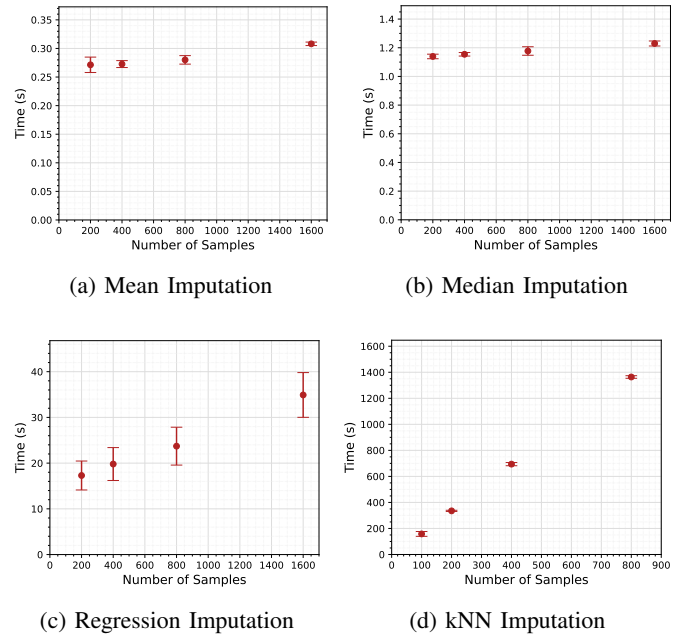 0.35
0.30
0.25
0.20
0.15
0.10
0.05
0.00
Time (s)
0 200 400 600 800 1000 1200 1400 1600
Number of Samples
(a) Mean Imputation
1.4
1.2
1.0
0.8
0.6
0.4
0.2
0.0
Time (s)
0 200 400 600 800 1000 1200 1400 1600
Number of Samples
(b) Median Imputation
40
30
20
10
0
Time (s)
0 200 400 600 800 1000 1200 1400 1600
Number of Samples
(c) Regression Imputation
1600
1400
1200
1000
800
600
400
200
0
Time (s)
0 100 200 300 400 500 600 700 800 900
Number of Samples
(d) kNN Imputation